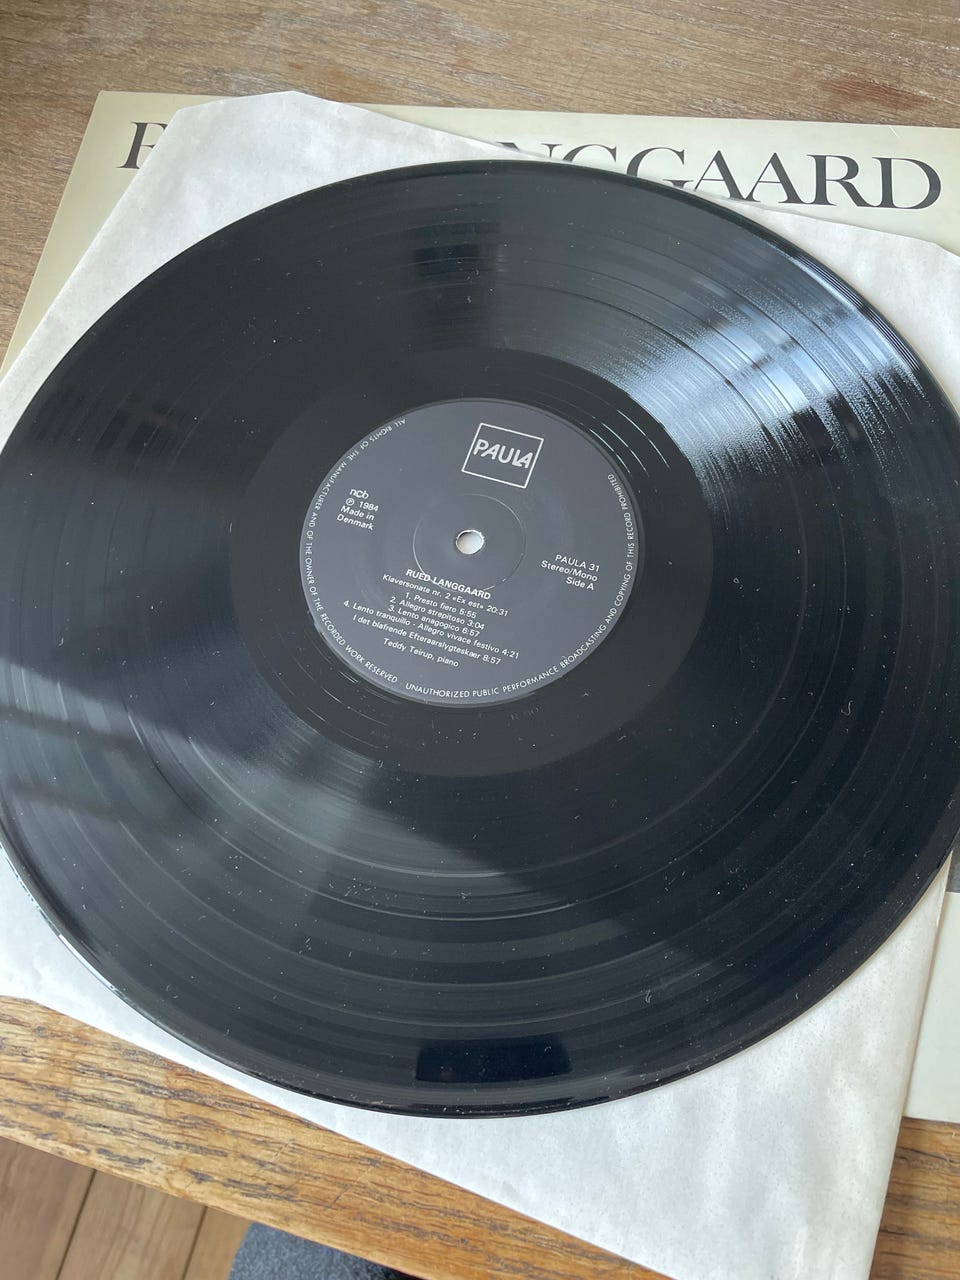 NGGAARD
PAULA
ncb
℗ 1984
Made in
Denmark
PAULA 31
Stereo/Mono
Side A
RUED LANGGAARD
Klaversonate nr. 2 «Ex est» 20:31
1. Presto fiero 5:55
2. Allegro strepitoso 3:04
3. Lento anagogico 6:57
4. Lento tranquillo - Allegro vivace festivo 4:21
I det blafrende Efteraarslygteskær 8:57
Teddy Teirup, piano
ALL RIGHTS OF THE MANUFACTURER AND OF THE OWNER OF THE RECORDED WORK RESERVED UNAUTHORIZED PUBLIC PERFORMANCE BROADCASTING AND COPYING OF THIS RECORD PROHIBITED